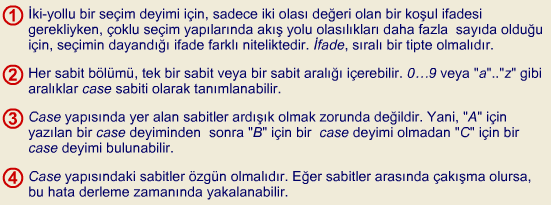 1 İki-yollu bir seçim deyimi için, sadece iki olası değeri olan bir koşul ifadesi
gerekliyken, çoklu seçim yapılarında akış yolu olasılıkları daha fazla sayıda olduğu
için, seçimin dayandığı ifade farklı niteliktedir. İfade, sıralı bir tipte olmalıdır.
2 Her sabit bölümü, tek bir sabit veya bir sabit aralığı içerebilir. 0...9 veya "a".."z" gibi
aralıklar case sabiti olarak tanımlanabilir.
3 Case yapısında yer alan sabitler ardışık olmak zorunda değildir. Yani, "A" için
yazılan bir case deyiminden sonra "B" için bir case deyimi olmadan "C" için bir
case deyimi bulunabilir.
4 Case yapısındaki sabitler özgün olmalıdır. Eğer sabitler arasında çakışma olursa,
bu hata derleme zamanında yakalanabilir.